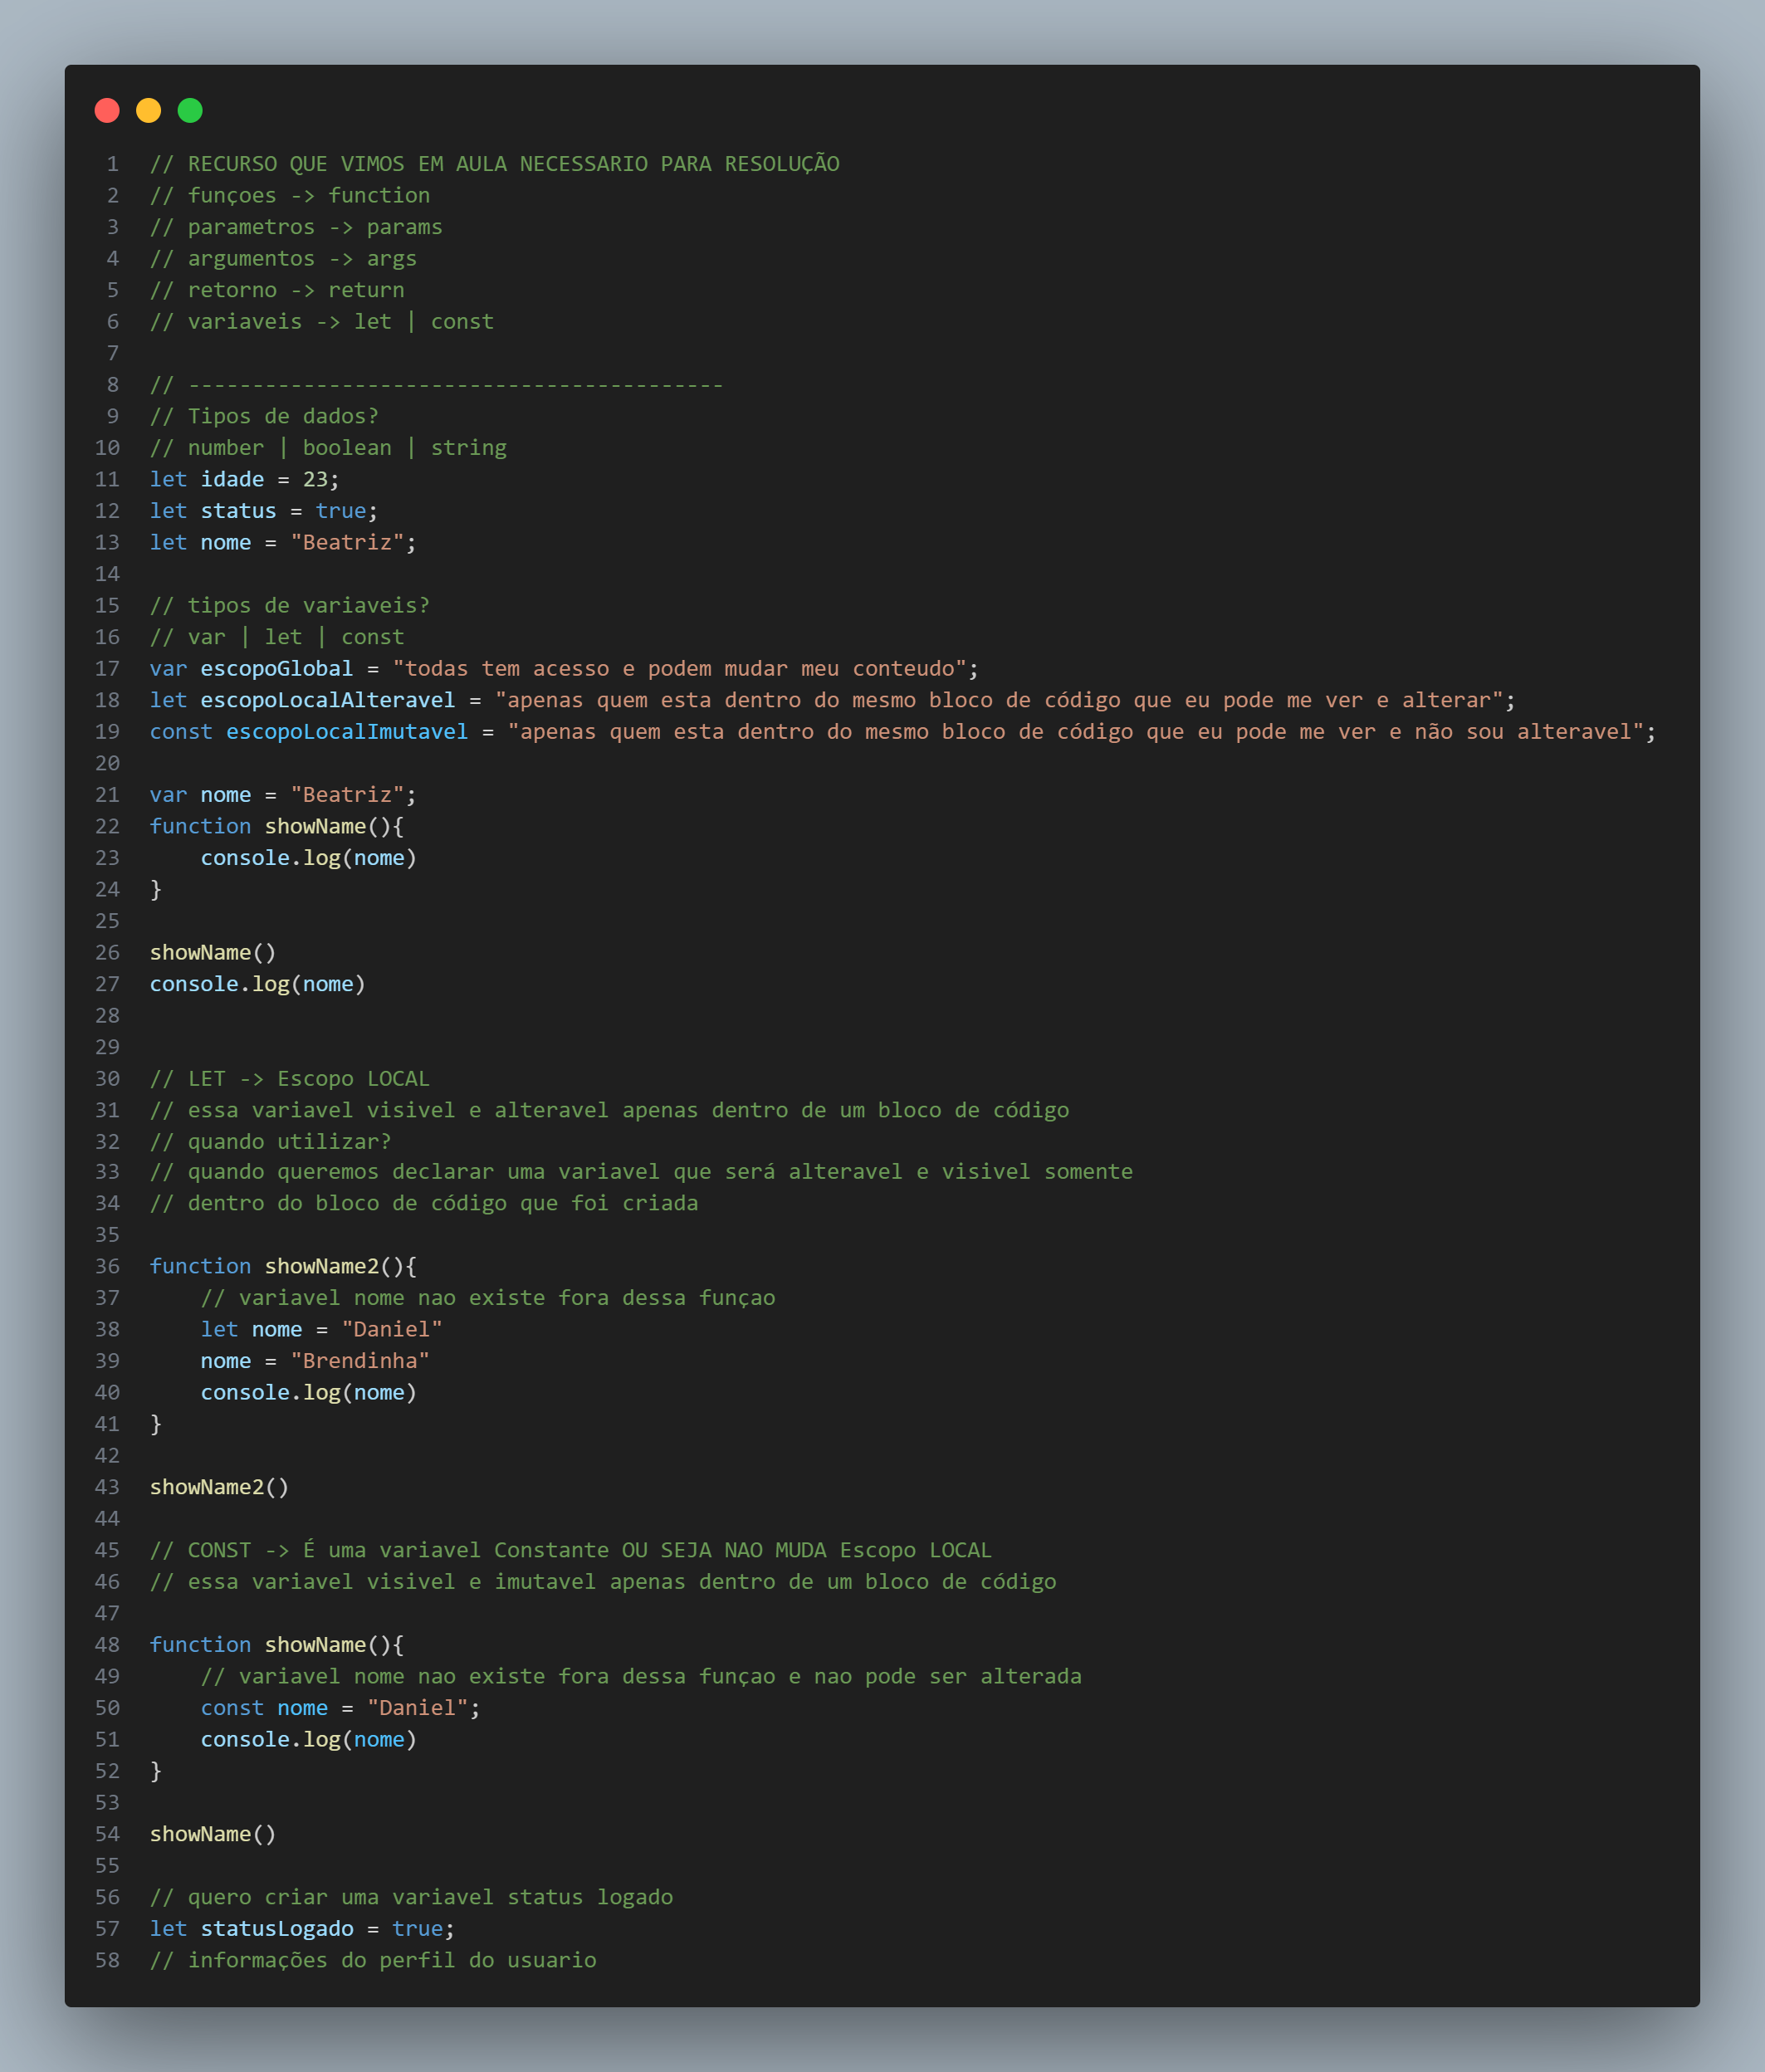 1 // RECURSO QUE VIMOS EM AULA NECESSARIO PARA RESOLUÇÃO
2 // funçoes -> function
3 // parametros -> params
4 // argumentos -> args
5 // retorno -> return
6 // variaveis -> let | const
7
8 // ------------------------------------------
9 // Tipos de dados?
10 // number | boolean | string
11 let idade = 23;
12 let status = true;
13 let nome = "Beatriz";
14
15 // tipos de variaveis?
16 // var | let | const
17 var escopoGlobal = "todas tem acesso e podem mudar meu conteudo";
18 let escopoLocalAlteravel = "apenas quem esta dentro do mesmo bloco de código que eu pode me ver e alterar";
19 const escopoLocalImutavel = "apenas quem esta dentro do mesmo bloco de código que eu pode me ver e não sou alteravel";
20
21 var nome = "Beatriz";
22 function showName(){
23     console.log(nome)
24 }
25
26 showName()
27 console.log(nome)
28
29
30 // LET -> Escopo LOCAL
31 // essa variavel visivel e alteravel apenas dentro de um bloco de código
32 // quando utilizar?
33 // quando queremos declarar uma variavel que será alteravel e visivel somente
34 // dentro do bloco de código que foi criada
35
36 function showName2(){
37     // variavel nome nao existe fora dessa funçao
38     let nome = "Daniel"
39     nome = "Brendinha"
40     console.log(nome)
41 }
42
43 showName2()
44
45 // CONST -> É uma variavel Constante OU SEJA NAO MUDA Escopo LOCAL
46 // essa variavel visivel e imutavel apenas dentro de um bloco de código
47
48 function showName(){
49     // variavel nome nao existe fora dessa funçao e nao pode ser alterada
50     const nome = "Daniel";
51     console.log(nome)
52 }
53
54 showName()
55
56 // quero criar uma variavel status logado
57 let statusLogado = true;
58 // informações do perfil do usuario